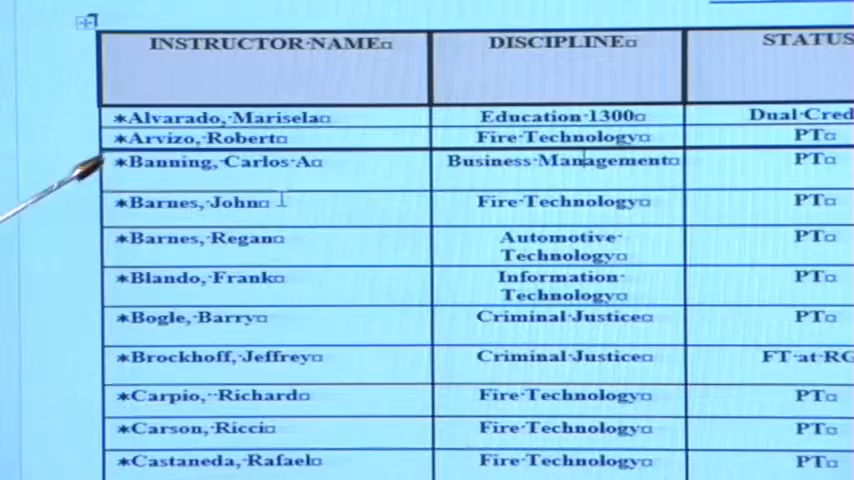 INSTRUCTOR NAME DISCIPLINE STATUS
*Alvarado, Marisela Education 1300 Dual Cred
*Arvizo, Robert Fire Technology PT
*Banning, Carlos A Business Management PT
*Barnes, John Fire Technology PT
*Barnes, Regan Automotive Technology PT
*Blando, Frank Information Technology PT
*Bogle, Barry Criminal Justice PT
*Brockhoff, Jeffrey Criminal Justice FT at RG
*Carpio, Richard Fire Technology PT
*Carson, Ricci Fire Technology PT
*Castaneda, Rafael Fire Technology PT